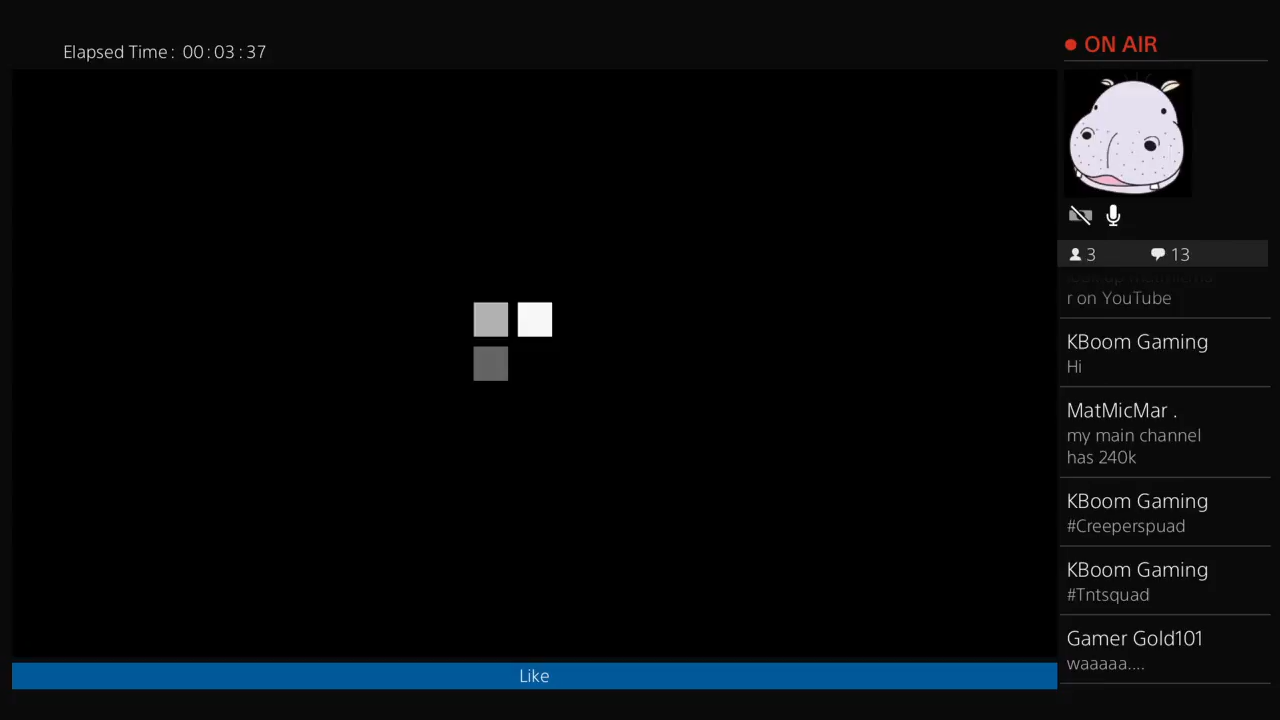 Elapsed Time: 00:03:37
ON AIR
3 13
r on YouTube
KBoom Gaming
Hi
MatMicMar .
my main channel
has 240k
KBoom Gaming
#Creeperspuad
KBoom Gaming
#Tntsquad
Gamer Gold101
waaaaa....
Like